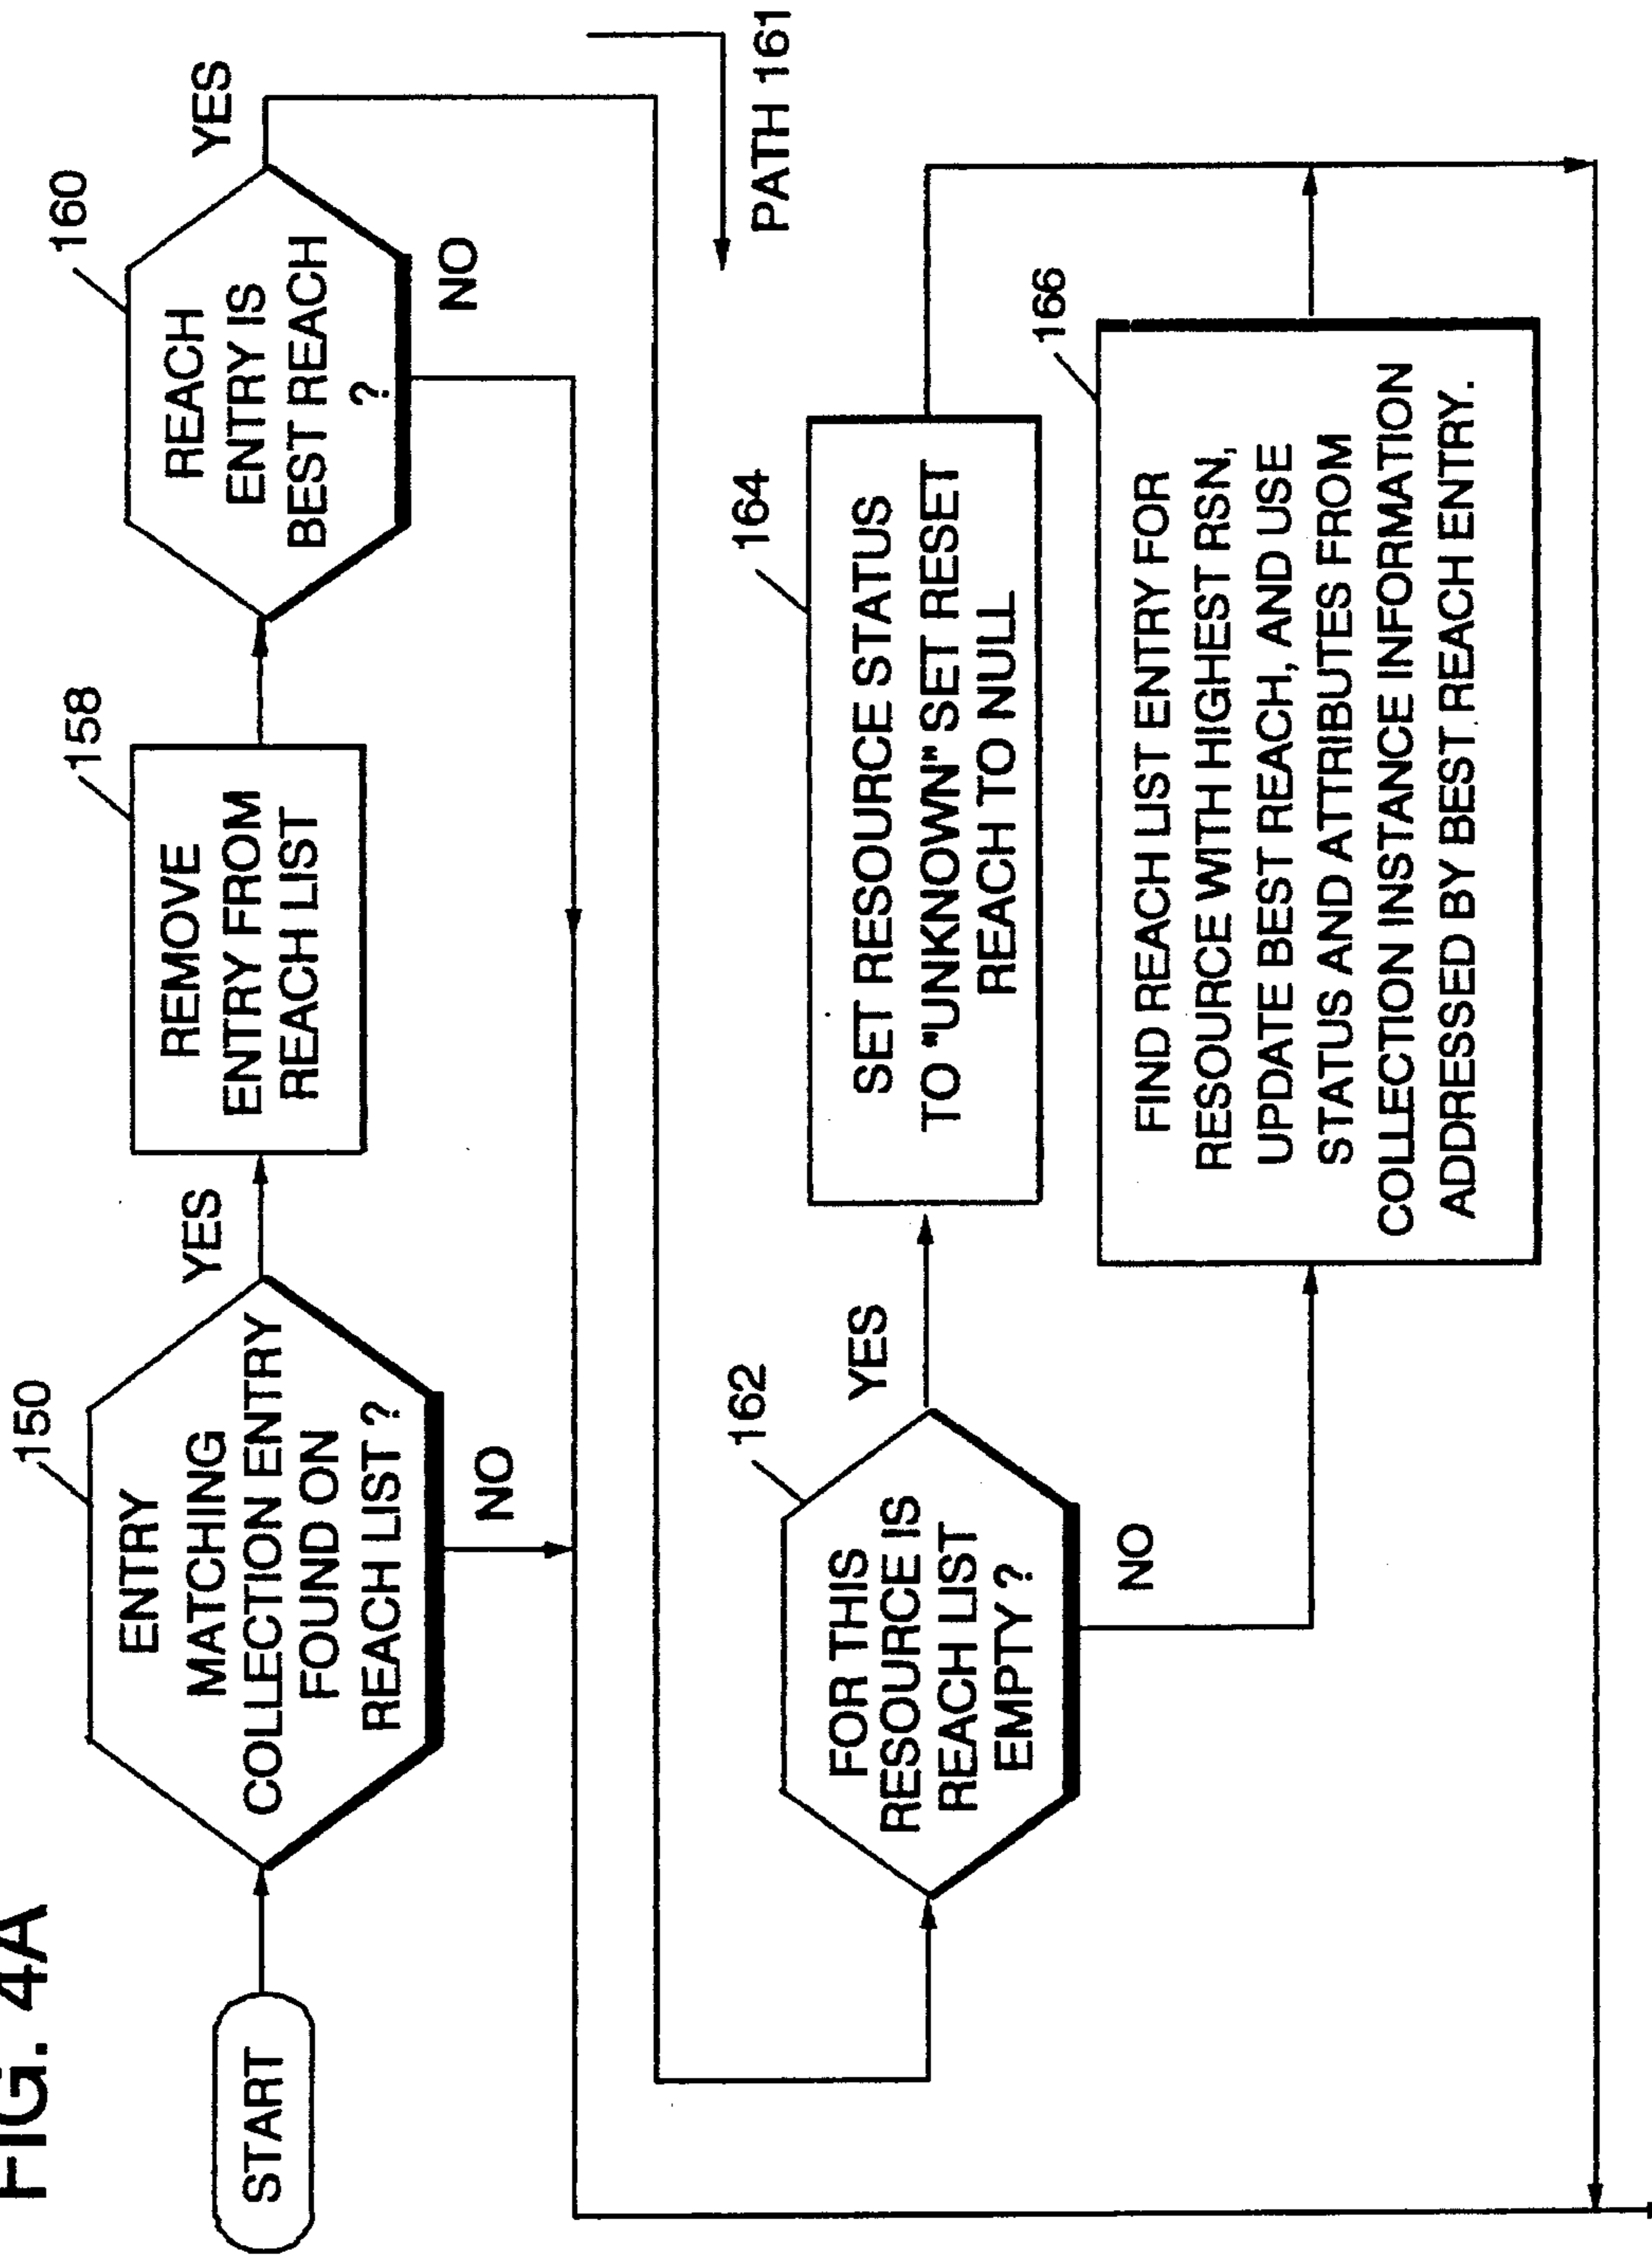 FIG. 4A
START
150
ENTRY
MATCHING
COLLECTION ENTRY
FOUND ON
REACH LIST ?
YES
NO
158
REMOVE
ENTRY FROM
REACH LIST
160
REACH
ENTRY IS
BEST REACH
?
YES
NO
PATH 161
162
FOR THIS
RESOURCE IS
REACH LIST
EMPTY ?
YES
NO
164
SET RESOURCE STATUS
TO "UNKNOWN" SET RESET
REACH TO NULL
166
FIND REACH LIST ENTRY FOR
RESOURCE WITH HIGHEST RSN,
UPDATE BEST REACH, AND USE
STATUS AND ATTRIBUTES FROM
COLLECTION INSTANCE INFORMATION
ADDRESSED BY BEST REACH ENTRY.